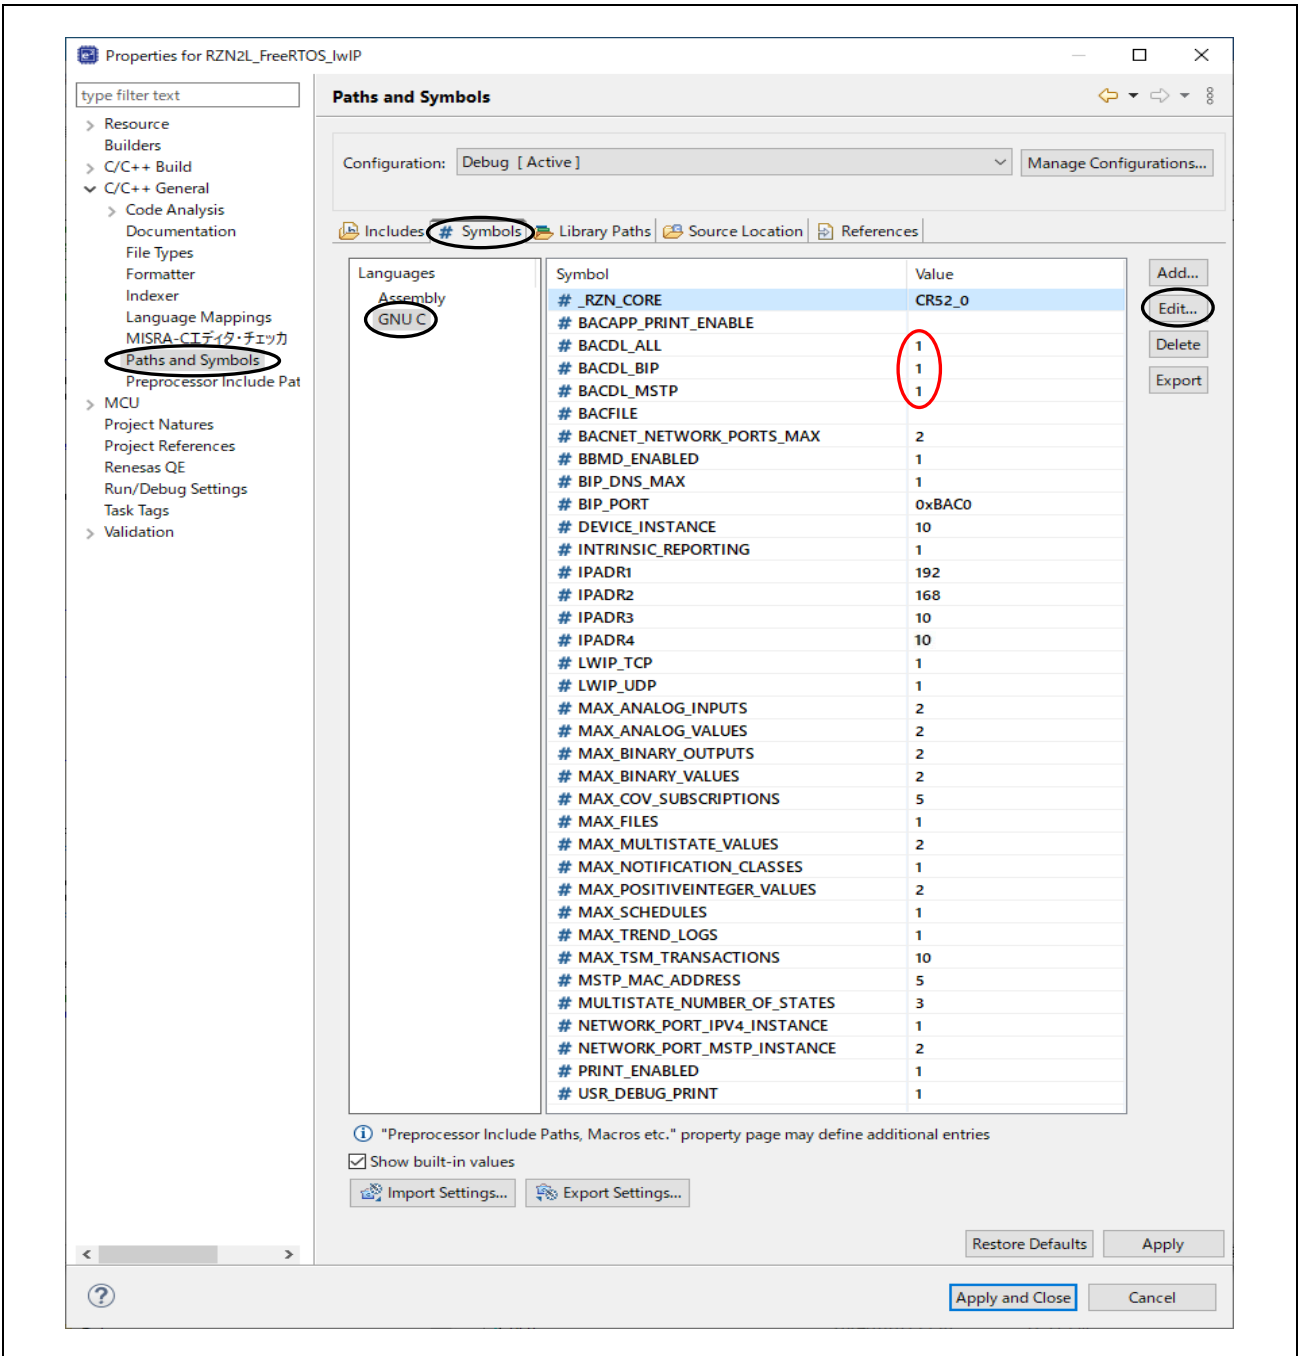 Properties for RZN2L_FreeRTOS_lwIP
type filter text
Resource
Builders
C/C++ Build
C/C++ General
Code Analysis
Documentation
File Types
Formatter
Indexer
Language Mappings
MISRA-Cエディタ・チェッカ
Paths and Symbols
Preprocessor Include Pat
MCU
Project Natures
Project References
Renesas QE
Run/Debug Settings
Task Tags
Validation
Paths and Symbols
Configuration: Debug [ Active ] Manage Configurations...
Includes # Symbols Library Paths Source Location References
Languages
Assembly
GNU C
Symbol Value
# _RZN_CORE CR52_0
# BACAPP_PRINT_ENABLE
# BACDL_ALL 1
# BACDL_BIP 1
# BACDL_MSTP 1
# BACFILE
# BACNET_NETWORK_PORTS_MAX 2
# BBMD_ENABLED 1
# BIP_DNS_MAX 1
# BIP_PORT 0xBAC0
# DEVICE_INSTANCE 10
# INTRINSIC_REPORTING 1
# IPADR1 192
# IPADR2 168
# IPADR3 10
# IPADR4 10
# LWIP_TCP 1
# LWIP_UDP 1
# MAX_ANALOG_INPUTS 2
# MAX_ANALOG_VALUES 2
# MAX_BINARY_OUTPUTS 2
# MAX_BINARY_VALUES 2
# MAX_COV_SUBSCRIPTIONS 5
# MAX_FILES 1
# MAX_MULTISTATE_VALUES 2
# MAX_NOTIFICATION_CLASSES 1
# MAX_POSITIVEINTEGER_VALUES 2
# MAX_SCHEDULES 1
# MAX_TREND_LOGS 1
# MAX_TSM_TRANSACTIONS 10
# MSTP_MAC_ADDRESS 5
# MULTISTATE_NUMBER_OF_STATES 3
# NETWORK_PORT_IPV4_INSTANCE 1
# NETWORK_PORT_MSTP_INSTANCE 2
# PRINT_ENABLED 1
# USR_DEBUG_PRINT 1
Add...
Edit...
Delete
Export
"Preprocessor Include Paths, Macros etc." property page may define additional entries
Show built-in values
Import Settings... Export Settings...
Restore Defaults Apply
Apply and Close Cancel